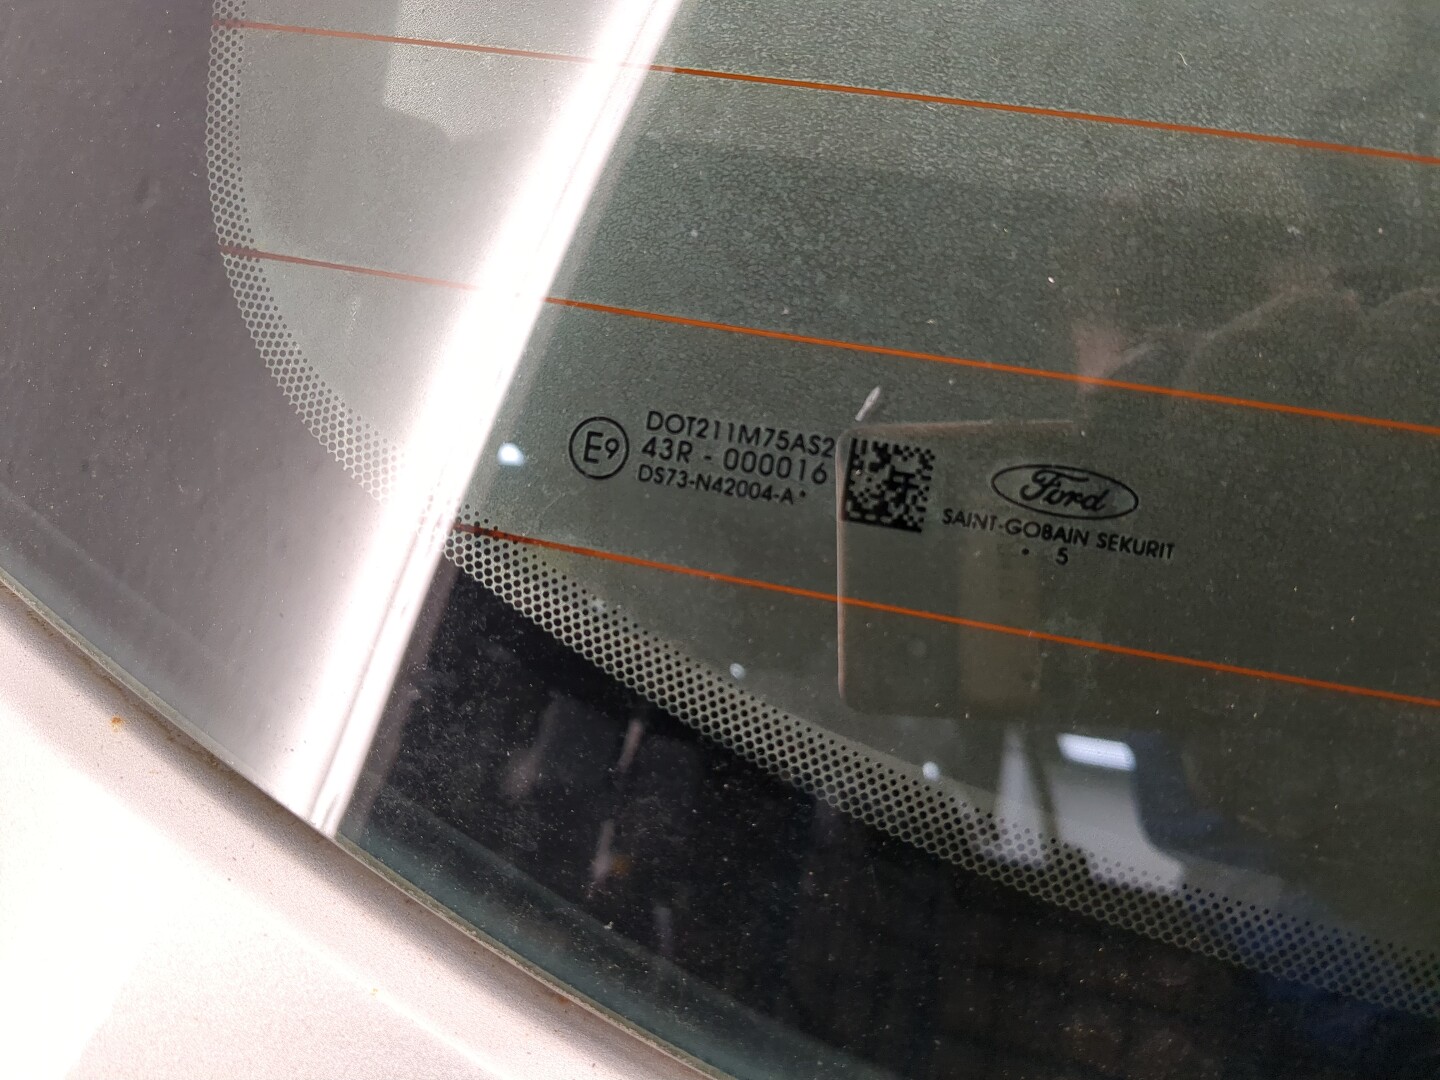 E9
DOT211M75AS2
43R - 000016
DS73-N42004-A*
Ford
SAINT-GOBAIN SEKURIT
• 5